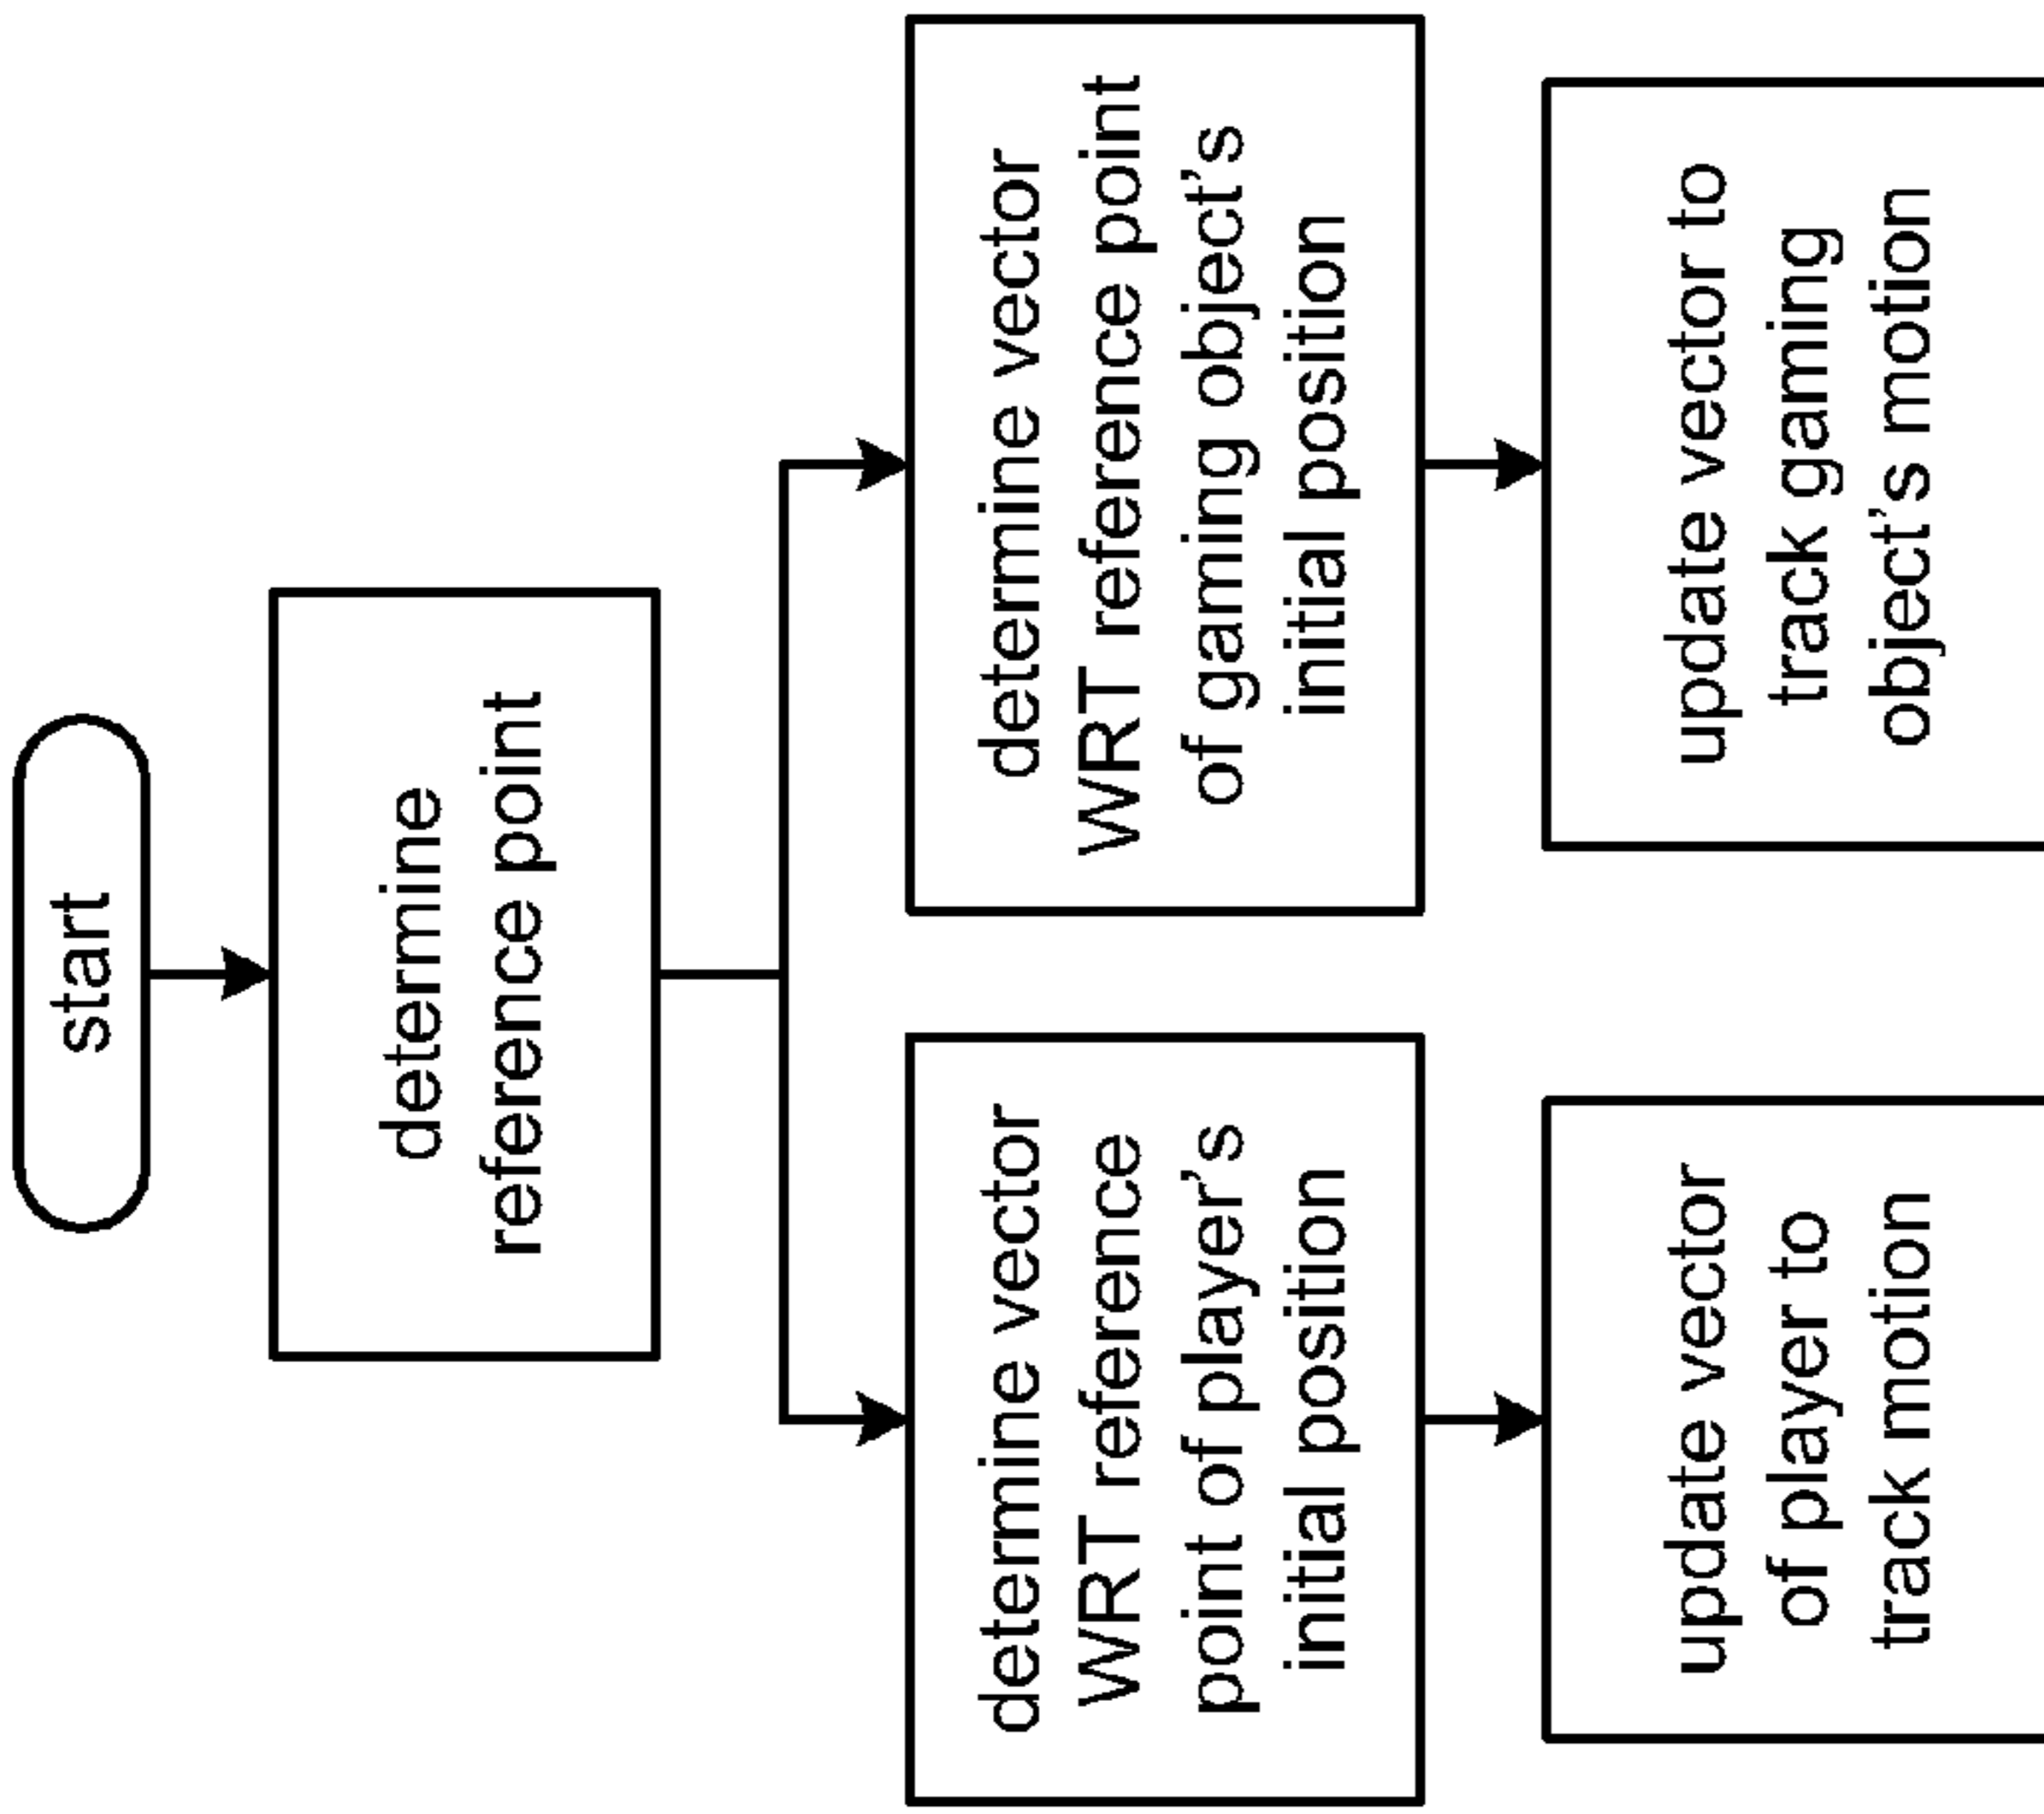 start
determine
reference point
determine vector
WRT reference
point of player's
initial position
determine vector
WRT reference point
of gaming object's
initial position
update vector
of player to
track motion
update vector to
track gaming
object's motion